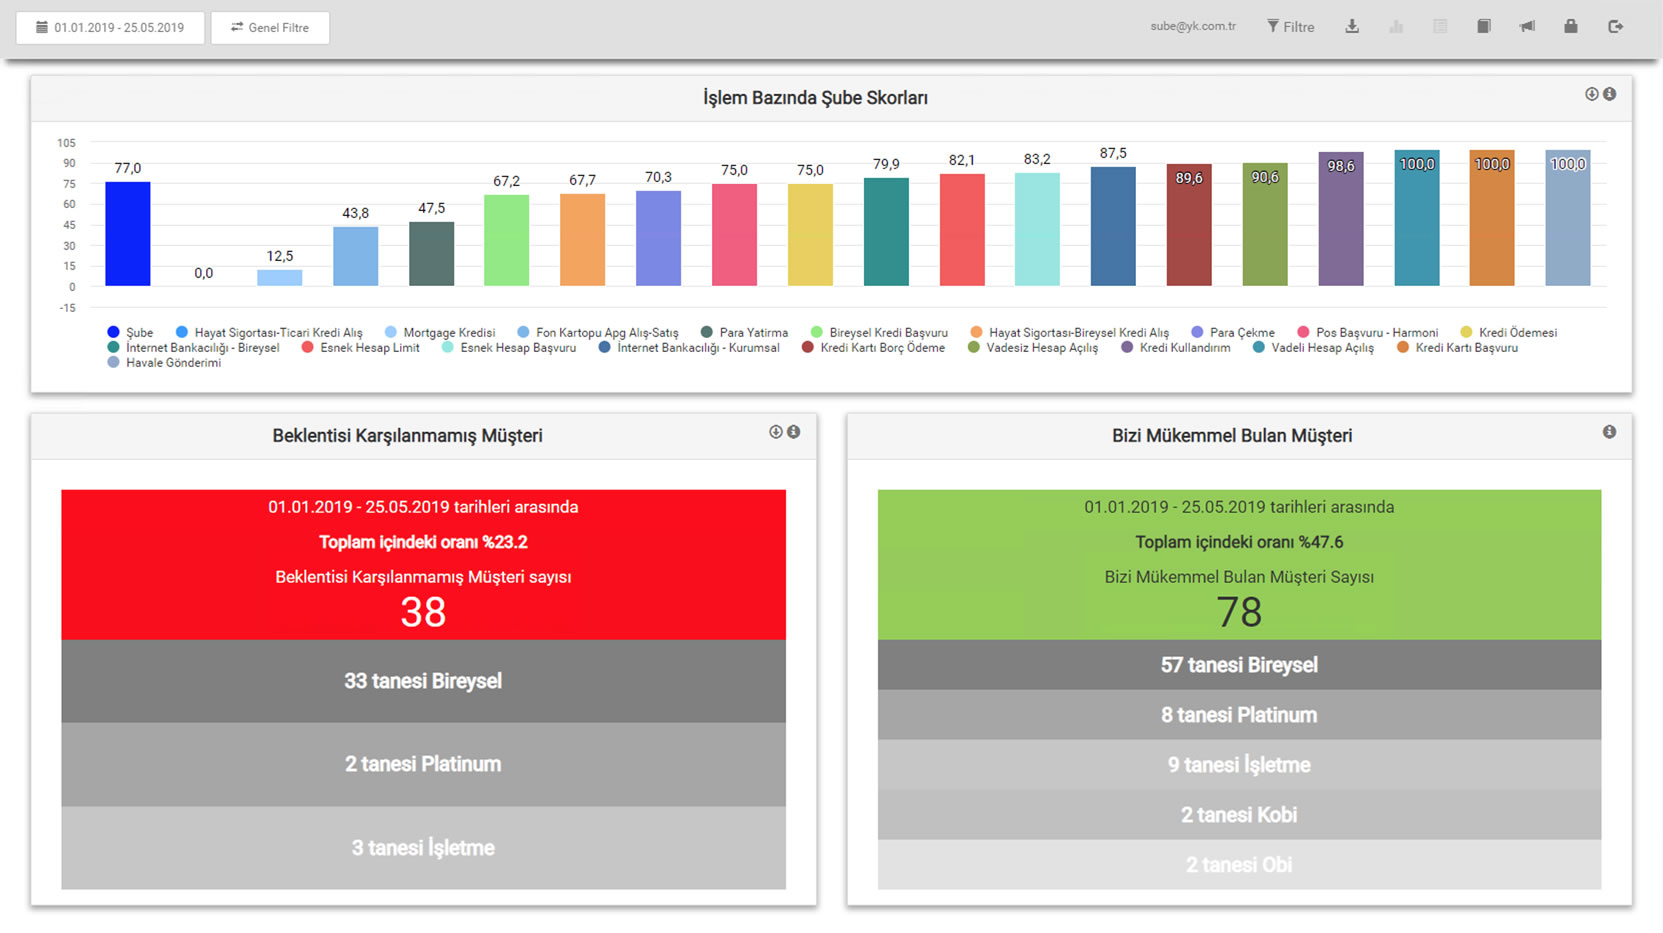 01.01.2019 - 25.05.2019
Genel Filtre
sube@yk.com.tr
Filtre
İşlem Bazında Şube Skorları
105
90
75
60
45
30
15
0
-15
77,0
0,0
12,5
43,8
47,5
67,2
67,7
70,3
75,0
75,0
79,9
82,1
83,2
87,5
89,6
90,6
98,6
100,0
100,0
100,0
Şube Hayat Sigortası-Ticari Kredi Alış Mortgage Kredisi Fon Kartopu Apg Alış-Satış Para Yatirma Bireysel Kredi Başvuru Hayat Sigortası-Bireysel Kredi Alış Para Çekme Pos Başvuru - Harmoni Kredi Ödemesi
İnternet Bankacılığı - Bireysel Esnek Hesap Limit Esnek Hesap Başvuru İnternet Bankacılığı - Kurumsal Kredi Kartı Borç Ödeme Vadesiz Hesap Açılış Kredi Kullandırım Vadeli Hesap Açılış Kredi Kartı Başvuru
Havale Gönderimi
Beklentisi Karşılanmamış Müşteri
01.01.2019 - 25.05.2019 tarihleri arasında
Toplam içindeki oranı %23.2
Beklentisi Karşılanmamış Müşteri sayısı
38
33 tanesi Bireysel
2 tanesi Platinum
3 tanesi İşletme
Bizi Mükemmel Bulan Müşteri
01.01.2019 - 25.05.2019 tarihleri arasında
Toplam içindeki oranı %47.6
Bizi Mükemmel Bulan Müşteri Sayısı
78
57 tanesi Bireysel
8 tanesi Platinum
9 tanesi İşletme
2 tanesi Kobi
2 tanesi Obi